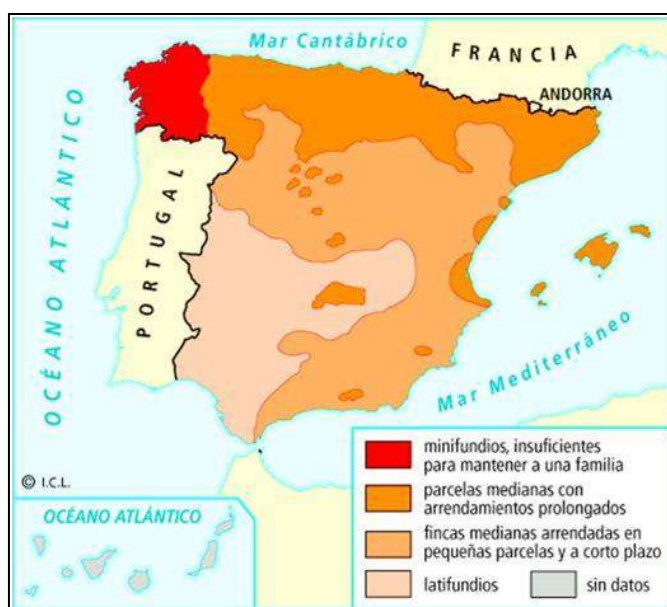 Mar Cantábrico
FRANCIA
ANDORRA
OCÉANO ATLÁNTICO
PORTUGAL
Mar Mediterráneo
© I.C.L.
OCÉANO ATLÁNTICO
minifundios, insuficientes
para mantener a una familia
parcelas medianas con
arrendamientos prolongados
fincas medianas arrendadas en
pequeñas parcelas y a corto plazo
latifundios
sin datos